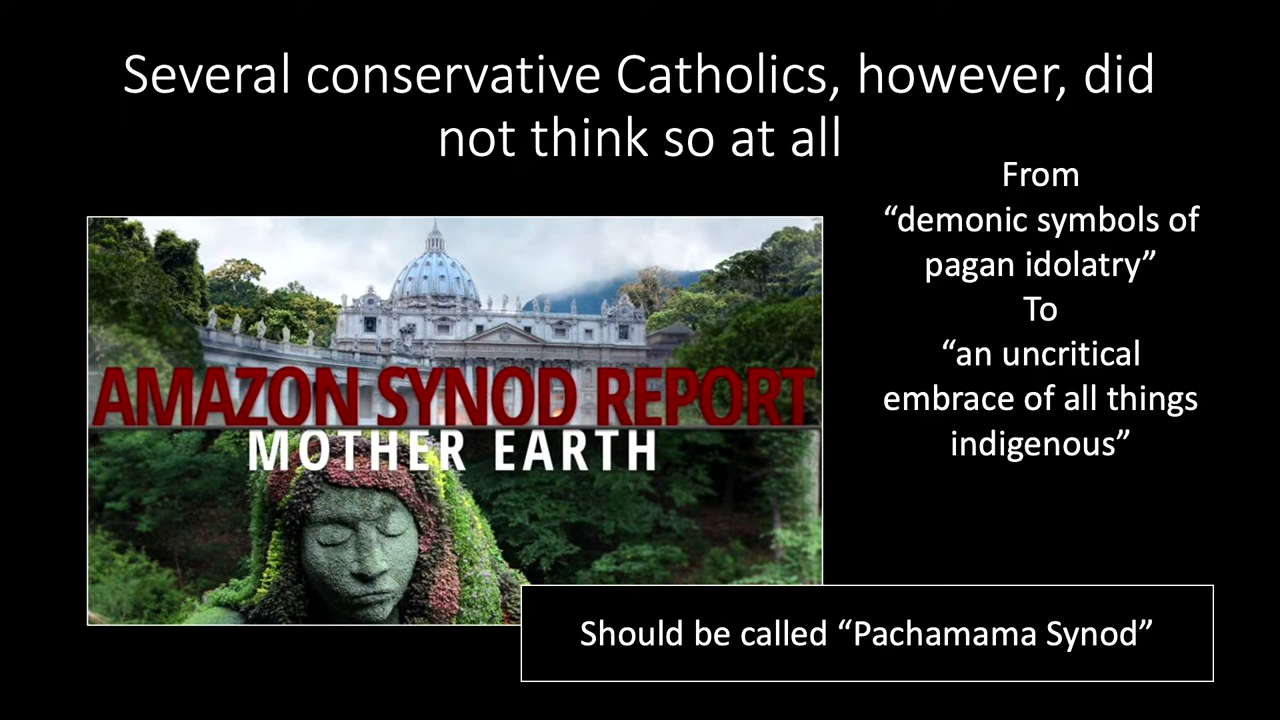 Several conservative Catholics, however, did
not think so at all
From
“demonic symbols of
pagan idolatry”
To
“an uncritical
embrace of all things
indigenous”
AMAZON SYNOD REPORT
MOTHER EARTH
Should be called “Pachamama Synod”